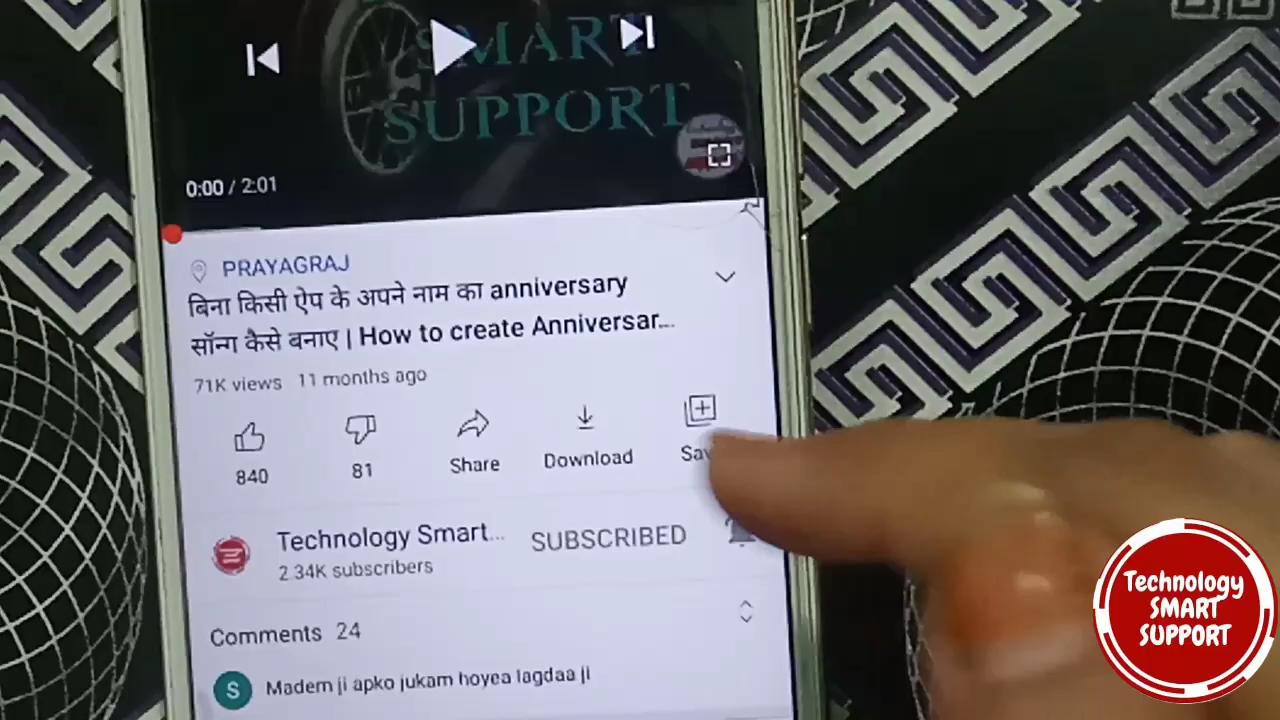 SMART
SUPPORT
0:00 / 2:01
PRAYAGRAJ
बिना किसी ऐप के अपने नाम का anniversary
सॉन्ग कैसे बनाए | How to create Anniversar...
71K views 11 months ago
840
81
Share
Download
Technology Smart...
SUBSCRIBED
2.34K subscribers
Comments 24
S
Madem ji apko jukam hoyea lagdaa ji
Technology
SMART
SUPPORT